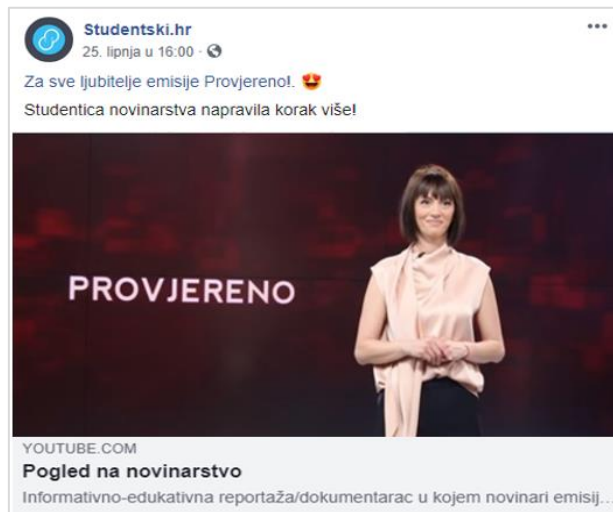 Studentski.hr
25. lipnja u 16:00 ·
Za sve ljubitelje emisije Provjereno!. 😍
Studentica novinarstva napravila korak više!
PROVJERENO
YOUTUBE.COM
Pogled na novinarstvo
Informativno-edukativna reportaža/dokumentarac u kojem novinari emisij...